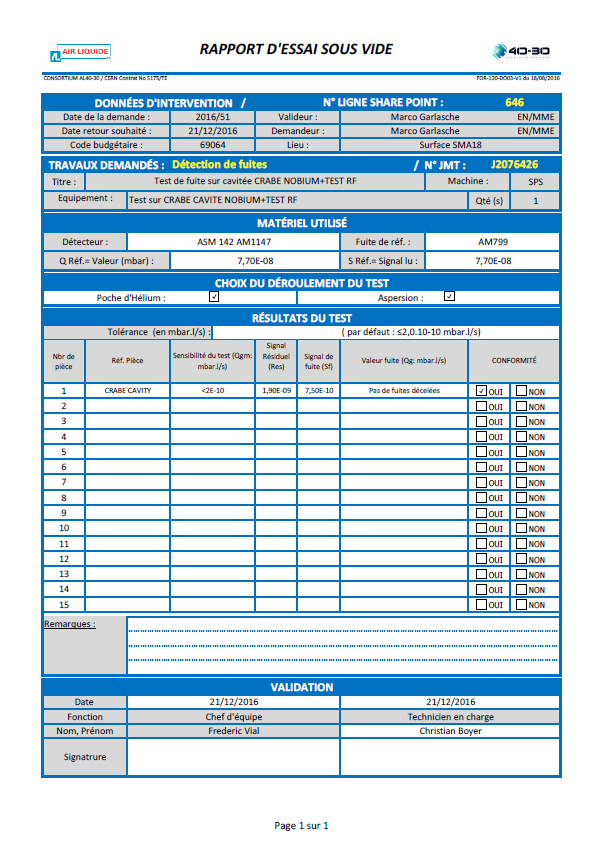 AIR LIQUIDE
RAPPORT D'ESSAI SOUS VIDE
4D-3D
CONSORTIUM AL40-30 / CERN Contrat No S175/TE
FOR-120-DO03-V1 du 18/08/2016
DONNÉES D'INTERVENTION / N° LIGNE SHARE POINT : 646
Date de la demande : 2016/51 Valideur : Marco Garlasche EN/MME
Date retour souhaité : 21/12/2016 Demandeur : Marco Garlasche EN/MME
Code budgétaire : 69064 Lieu : Surface SMA18
TRAVAUX DEMANDÉS : Détection de fuites / N° JMT : J2076426
Titre : Test de fuite sur cavitée CRABE NOBIUM+TEST RF Machine : SPS
Equipement : Test sur CRABE CAVITE NOBIUM+TEST RF Qté (s) 1
MATÉRIEL UTILISÉ
Détecteur : ASM 142 AM1147 Fuite de réf. : AM799
Q Réf.= Valeur (mbar) : 7,70E-08 S Réf.= Signal lu : 7,70E-08
CHOIX DU DÉROULEMENT DU TEST
Poche d'Hélium : ✓ Aspersion : ✓
RÉSULTATS DU TEST
Tolérance (en mbar.l/s) : ( par défaut : ≤2,0.10-10 mbar.l/s)
Nbr de pièce Réf. Pièce Sensibilité du test (Qgm: mbar.l/s) Signal Résiduel (Res) Signal de fuite (Sf) Valeur fuite (Qg: mbar.l/s) CONFORMITÉ
1 CRABE CAVITY <2E-10 1,90E-09 7,50E-10 Pas de fuites décelées ✓ OUI NON
2 OUI NON
3 OUI NON
4 OUI NON
5 OUI NON
6 OUI NON
7 OUI NON
8 OUI NON
9 OUI NON
10 OUI NON
11 OUI NON
12 OUI NON
13 OUI NON
14 OUI NON
15 OUI NON
Remarques :
VALIDATION
Date 21/12/2016 21/12/2016
Fonction Chef d'équipe Technicien en charge
Nom, Prénom Frederic Vial Christian Boyer
Signatrure
Page 1 sur 1